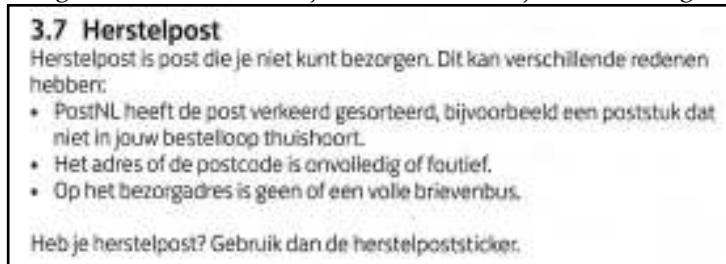 3.7 Herstelpost
Herstelpost is post die je niet kunt bezorgen. Dit kan verschillende redenen
hebben:
• PostNL heeft de post verkeerd gesorteerd, bijvoorbeeld een poststuk dat
niet in jouw bestelloop thuishoort.
• Het adres of de postcode is onvolledig of foutief.
• Op het bezorgadres is geen of een volle brievenbus.
Heb je herstelpost? Gebruik dan de herstelpoststicker.